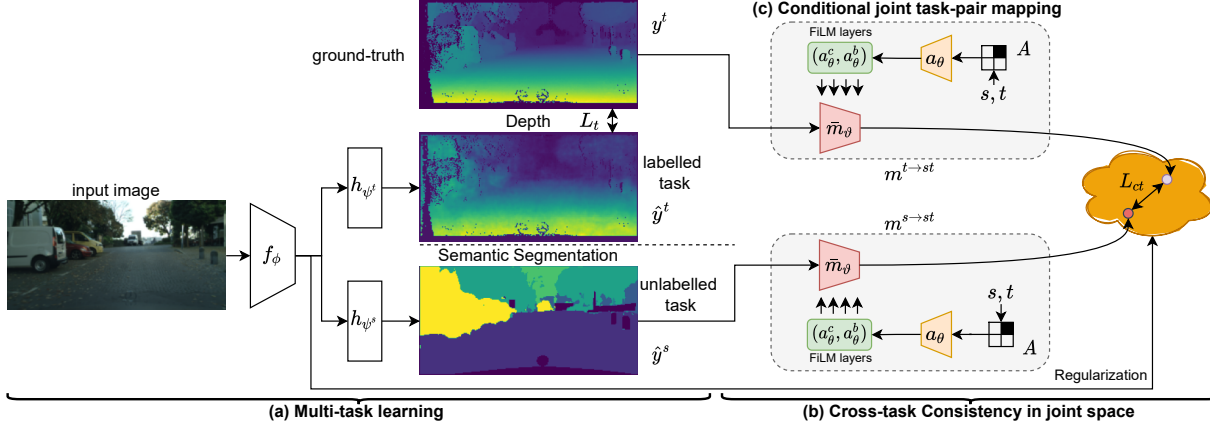 (c) Conditional joint task-pair mapping
ground-truth
y^t
FiLM layers
(a_θ^c, a_θ^b)
a_θ
A
s, t
m̄_ϑ
m^{t→st}
Depth
L_t
labelled
task
ŷ^t
h_{ψ^t}
input image
f_ϕ
L_{ct}
Semantic Segmentation
unlabelled
task
ŷ^s
h_{ψ^s}
m^{s→st}
m̄_ϑ
s, t
(a_θ^c, a_θ^b)
a_θ
A
FiLM layers
Regularization
(a) Multi-task learning
(b) Cross-task Consistency in joint space